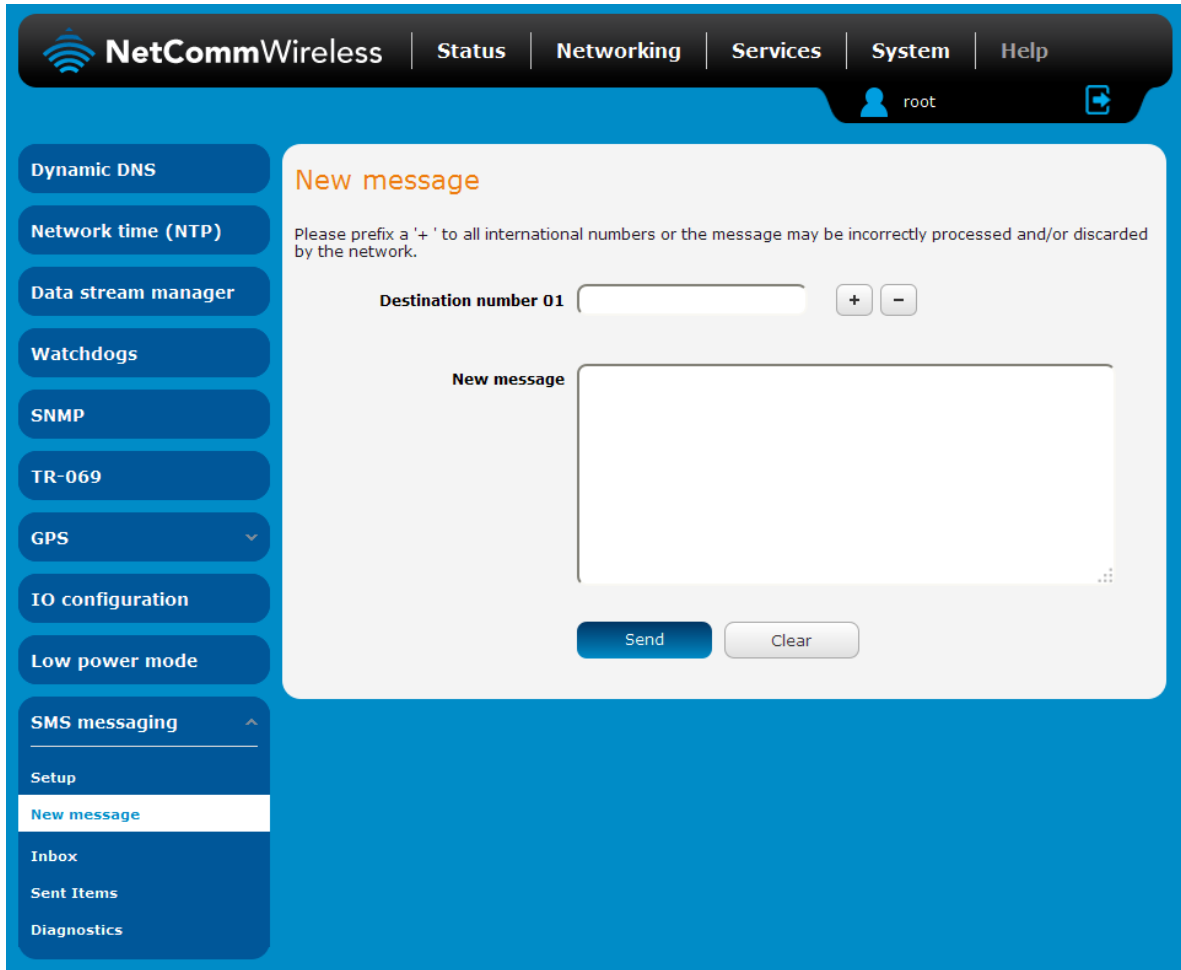 NetCommWireless
Status
Networking
Services
System
Help
root
Dynamic DNS
Network time (NTP)
Data stream manager
Watchdogs
SNMP
TR-069
GPS
IO configuration
Low power mode
SMS messaging
Setup
New message
Inbox
Sent Items
Diagnostics
New message
Please prefix a '+ ' to all international numbers or the message may be incorrectly processed and/or discarded
by the network.
Destination number 01
+
-
New message
Send
Clear